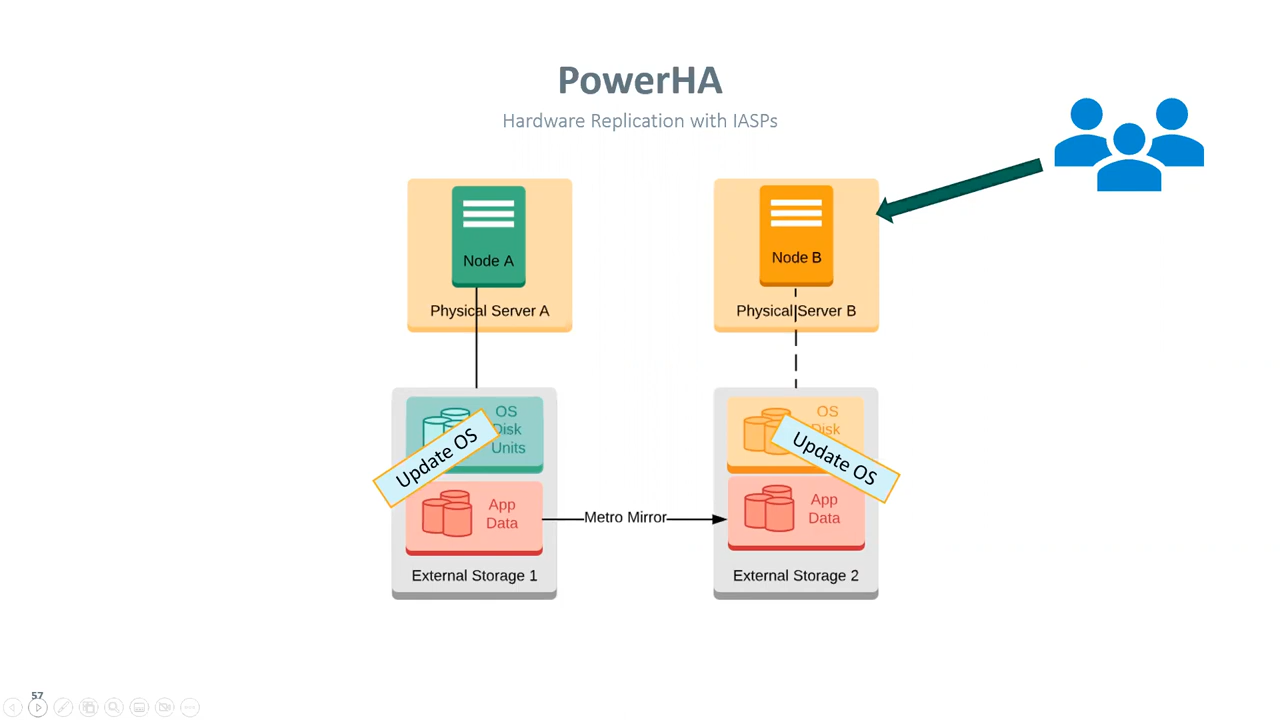 PowerHA
Hardware Replication with IASPs
Node A
Physical Server A
Node B
Physical Server B
OS
Disk
Units
Update OS
App
Data
External Storage 1
Metro Mirror
OS
Disk
Update OS
App
Data
External Storage 2
57